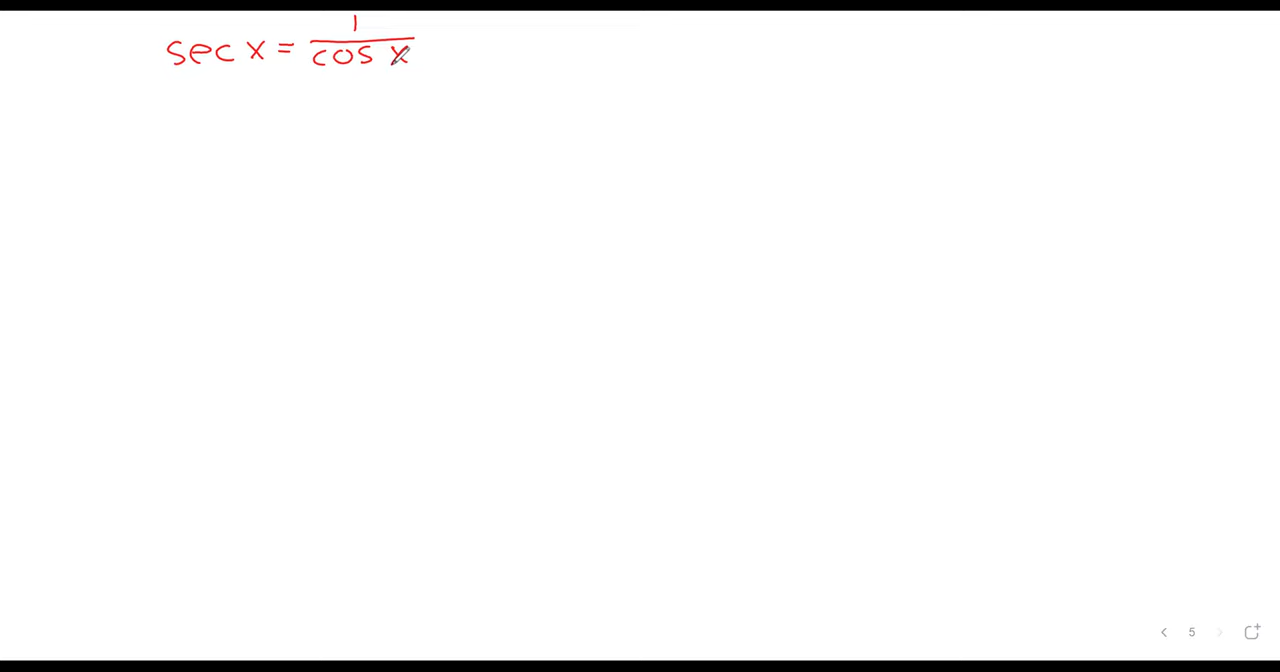 sec x = 1/cos x
< 5 >